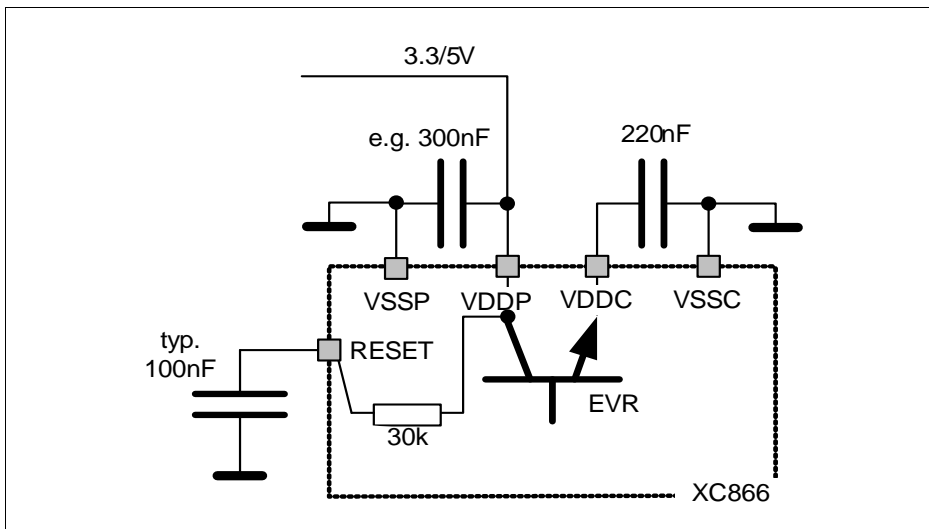 3.3/5V
e.g. 300nF
220nF
VSSP
VDDP
VDDC
VSSC
typ.
100nF
RESET
30k
EVR
XC866